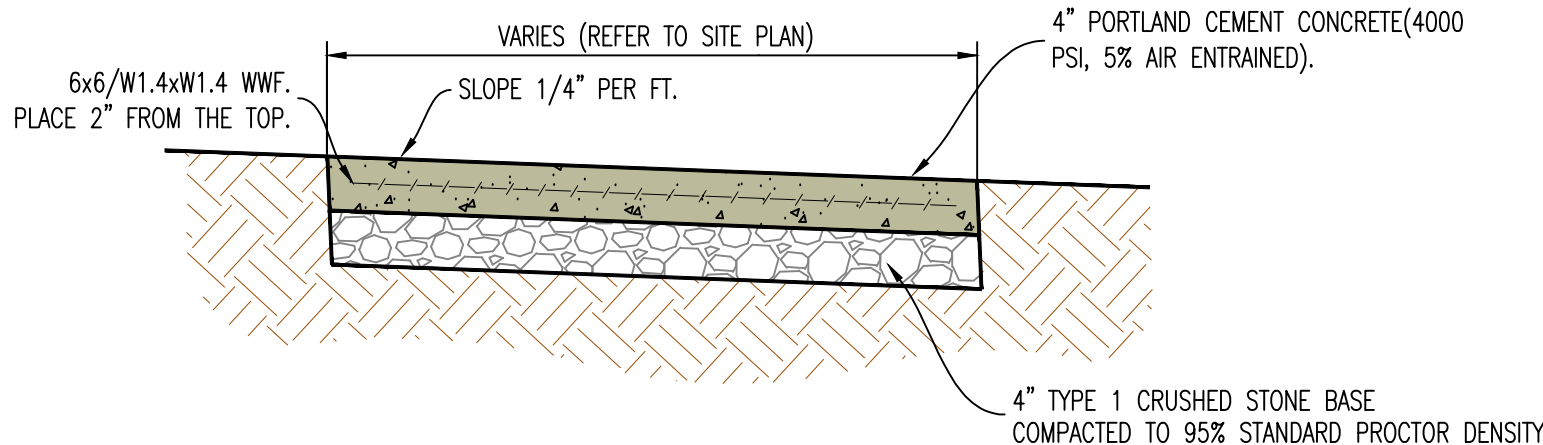 VARIES (REFER TO SITE PLAN)
4" PORTLAND CEMENT CONCRETE(4000
PSI, 5% AIR ENTRAINED).
6x6/W1.4xW1.4 WWF.
PLACE 2" FROM THE TOP.
SLOPE 1/4" PER FT.
4" TYPE 1 CRUSHED STONE BASE
COMPACTED TO 95% STANDARD PROCTOR DENSITY